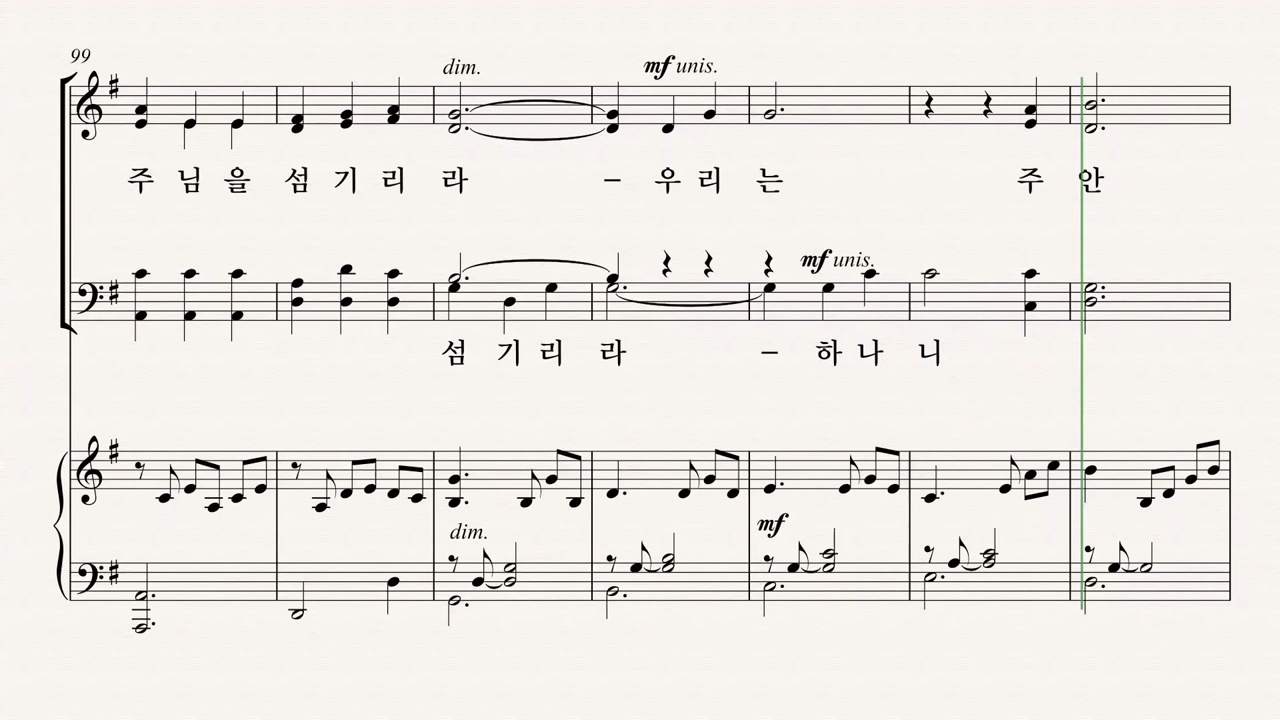 99
dim. mf unis.
주 님 을 섬 기 리 라 – 우 리 는 주 안
mf unis.
섬 기 리 라 – 하 나 니
mf
dim.